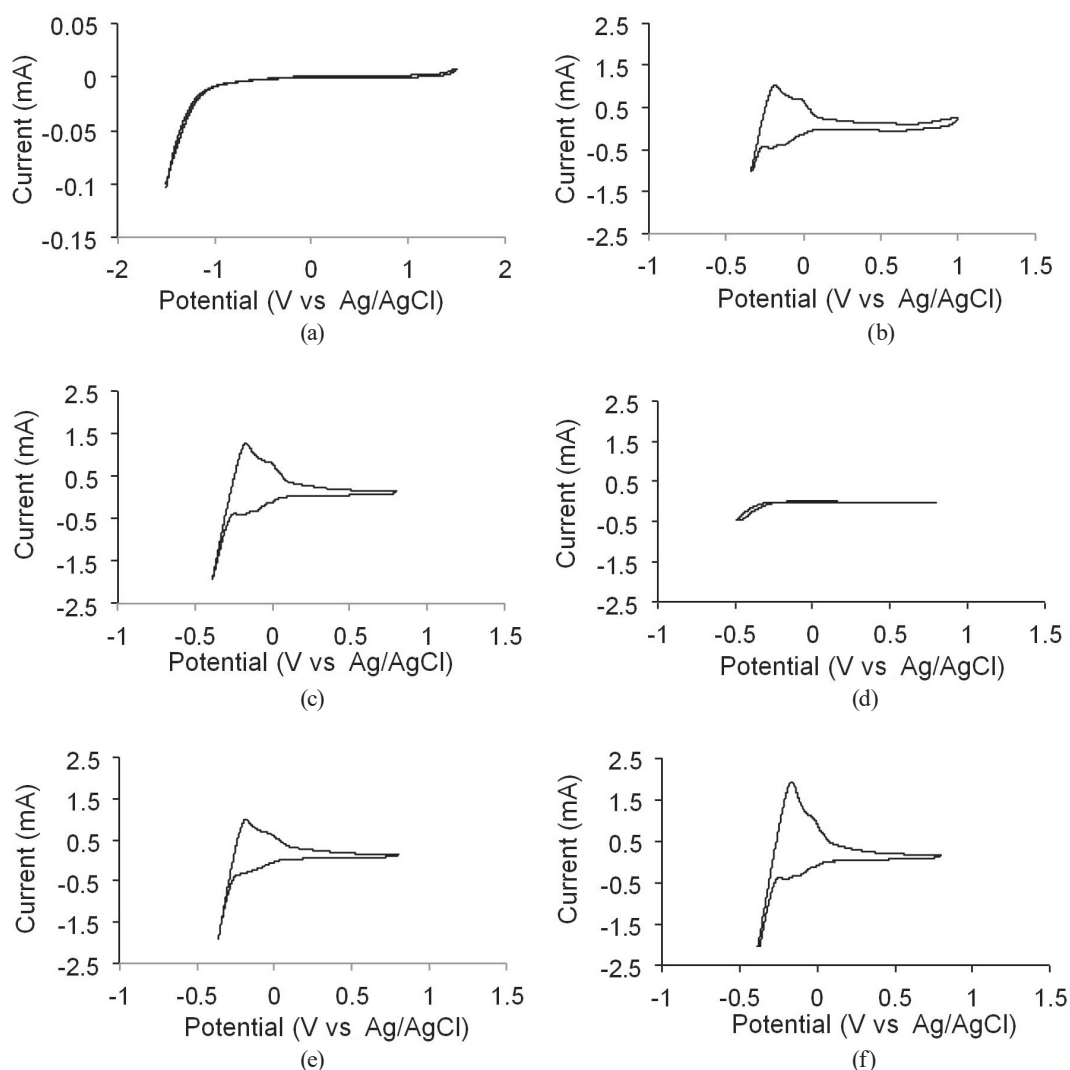 0.05
0
-0.05
-0.1
-0.15
-2 -1 0 1 2
Current (mA)
Potential (V vs Ag/AgCl)
(a)
2.5
1.5
0.5
-0.5
-1.5
-2.5
-1 -0.5 0 0.5 1 1.5
Current (mA)
Potential (V vs Ag/AgCl)
(b)
2.5
1.5
0.5
-0.5
-1.5
-2.5
-1 -0.5 0 0.5 1 1.5
Current (mA)
Potential (V vs Ag/AgCl)
(c)
2.5
1.5
0.5
-0.5
-1.5
-2.5
-1 -0.5 0 0.5 1 1.5
Current (mA)
Potential (V vs Ag/AgCl)
(d)
2.5
1.5
0.5
-0.5
-1.5
-2.5
-1 -0.5 0 0.5 1 1.5
Current (mA)
Potential (V vs Ag/AgCl)
(e)
2.5
1.5
0.5
-0.5
-1.5
-2.5
-1 -0.5 0 0.5 1 1.5
Current (mA)
Potential (V vs Ag/AgCl)
(f)